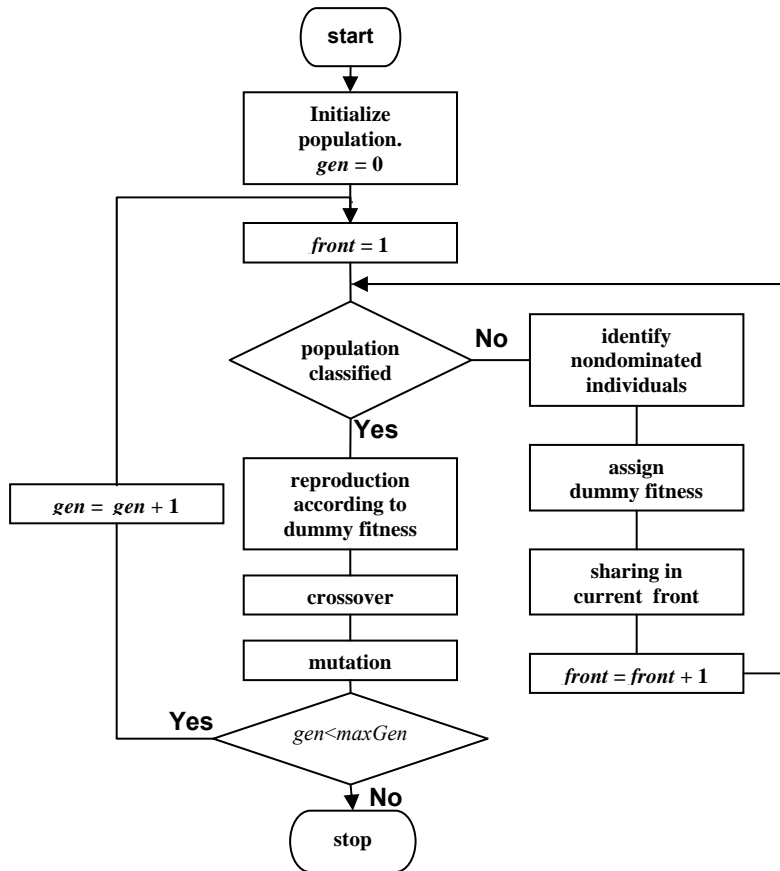 start
Initialize
population.
gen = 0
front = 1
population
classified
No
identify
nondominated
individuals
Yes
assign
dummy fitness
reproduction
according to
dummy fitness
gen = gen + 1
sharing in
current front
crossover
mutation
front = front + 1
Yes
gen<maxGen
No
stop